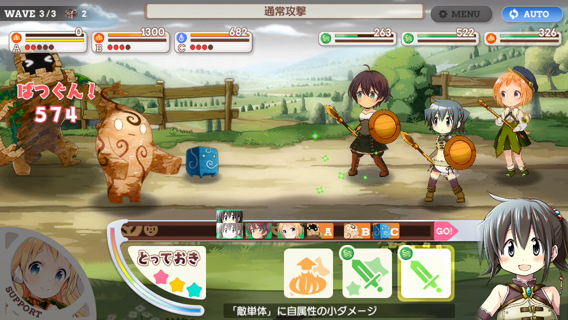 WAVE 3/3 2
通常攻撃
MENU
AUTO
0
A
1300
B
682
C
263
522
326
ばつぐん!
574
A B C GO!
とっておき
SUPPORT
「敵単体」に自属性の小ダメージ